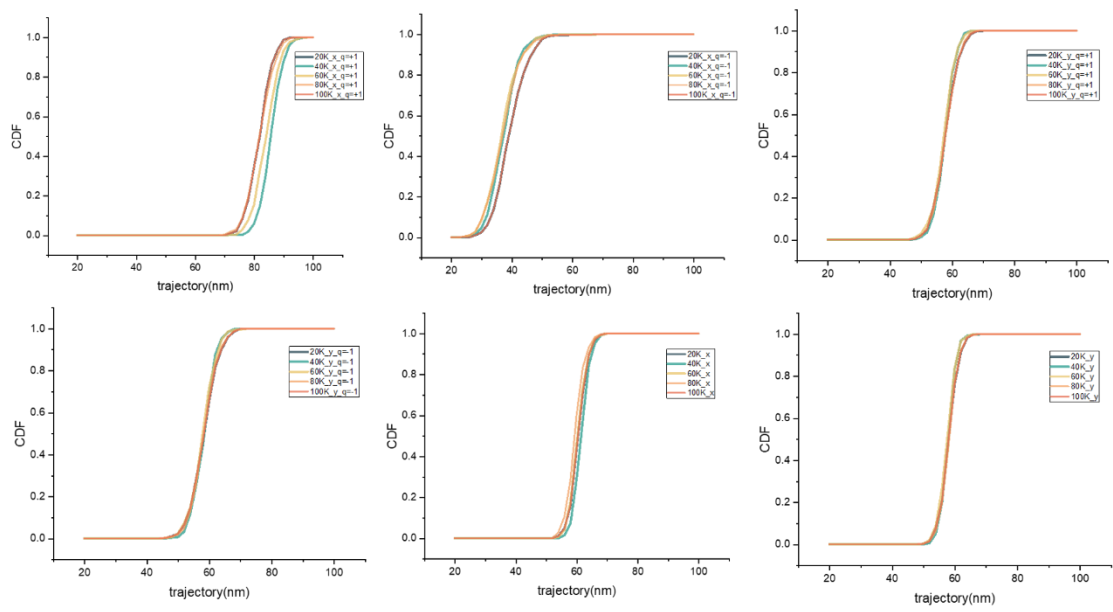 1.0
0.8
0.6
0.4
0.2
0.0
CDF
20
40
60
80
100
trajectory(nm)
20K_x_q=+1
40K_x_q=+1
60K_x_q=+1
80K_x_q=+1
100K_x_q=+1
1.0
0.8
0.6
0.4
0.2
0.0
CDF
20
40
60
80
100
trajectory(nm)
20K_x_q=-1
40K_x_q=-1
60K_x_q=-1
80K_x_q=-1
100K_x_q=-1
1.0
0.8
0.6
0.4
0.2
0.0
CDF
20
40
60
80
100
trajectory(nm)
20K_y_q=+1
40K_y_q=+1
60K_y_q=+1
80K_y_q=+1
100K_y_q=+1
1.0
0.8
0.6
0.4
0.2
0.0
CDF
20
40
60
80
100
trajectory(nm)
20K_y_q=-1
40K_y_q=-1
60K_y_q=-1
80K_y_q=-1
100K_y_q=-1
1.0
0.8
0.6
0.4
0.2
0.0
CDF
20
40
60
80
100
trajectory(nm)
20K_x
40K_x
60K_x
80K_x
100K_x
1.0
0.8
0.6
0.4
0.2
0.0
CDF
20
40
60
80
100
trajectory(nm)
20K_y
40K_y
60K_y
80K_y
100K_y